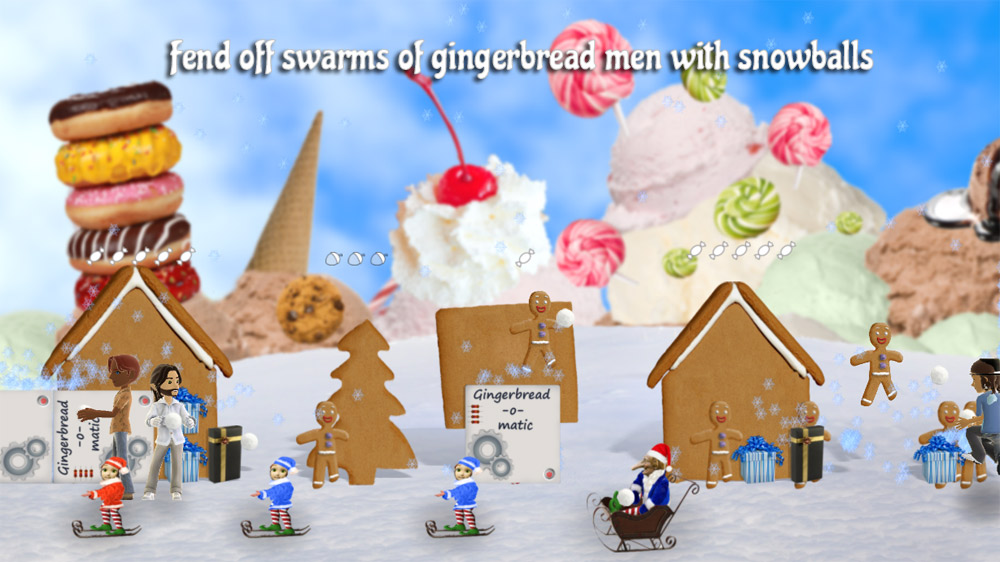 fend off swarms of gingerbread men with snowballs
Gingerbread
-o-
matic
Gingerbread
-o-
matic